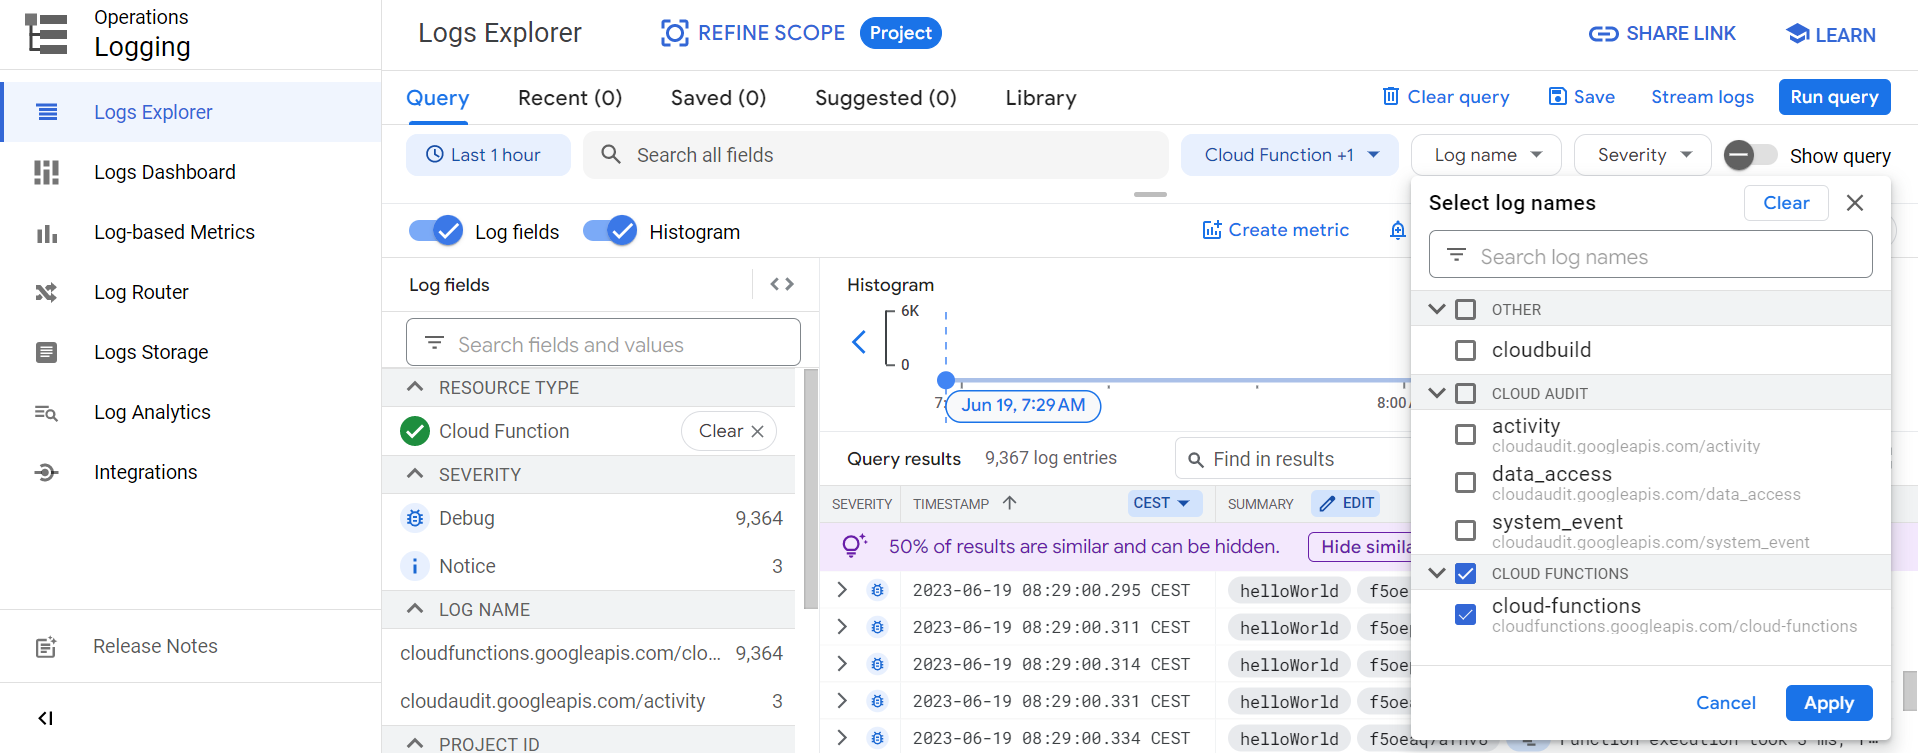 Operations
Logging
Logs Explorer
REFINE SCOPE
Project
SHARE LINK
LEARN
Logs Explorer
Logs Dashboard
Log-based Metrics
Log Router
Logs Storage
Log Analytics
Integrations
Release Notes
Query
Recent (0)
Saved (0)
Suggested (0)
Library
Clear query
Save
Stream logs
Run query
Last 1 hour
Search all fields
Cloud Function +1
Log name
Severity
Show query
Log fields
Histogram
Create metric
Log fields
Search fields and values
RESOURCE TYPE
Cloud Function
Clear
SEVERITY
Debug 9,364
Notice 3
LOG NAME
cloudfunctions.googleapis.com/clo... 9,364
cloudaudit.googleapis.com/activity 3
PROJECT ID
Histogram
6K
0
Jun 19, 7:29 AM
8:00
Query results
9,367 log entries
Find in results
SEVERITY
TIMESTAMP
CEST
SUMMARY
EDIT
50% of results are similar and can be hidden.
Hide simila
2023-06-19 08:29:00.295 CEST helloWorld f5oe
2023-06-19 08:29:00.311 CEST helloWorld f5oe
2023-06-19 08:29:00.314 CEST helloWorld f5oe
2023-06-19 08:29:00.331 CEST helloWorld f5oe
2023-06-19 08:29:00.334 CEST helloWorld
Select log names
Clear
Search log names
OTHER
cloudbuild
CLOUD AUDIT
activity
cloudaudit.googleapis.com/activity
data_access
cloudaudit.googleapis.com/data_access
system_event
cloudaudit.googleapis.com/system_event
CLOUD FUNCTIONS
cloud-functions
cloudfunctions.googleapis.com/cloud-functions
Cancel
Apply